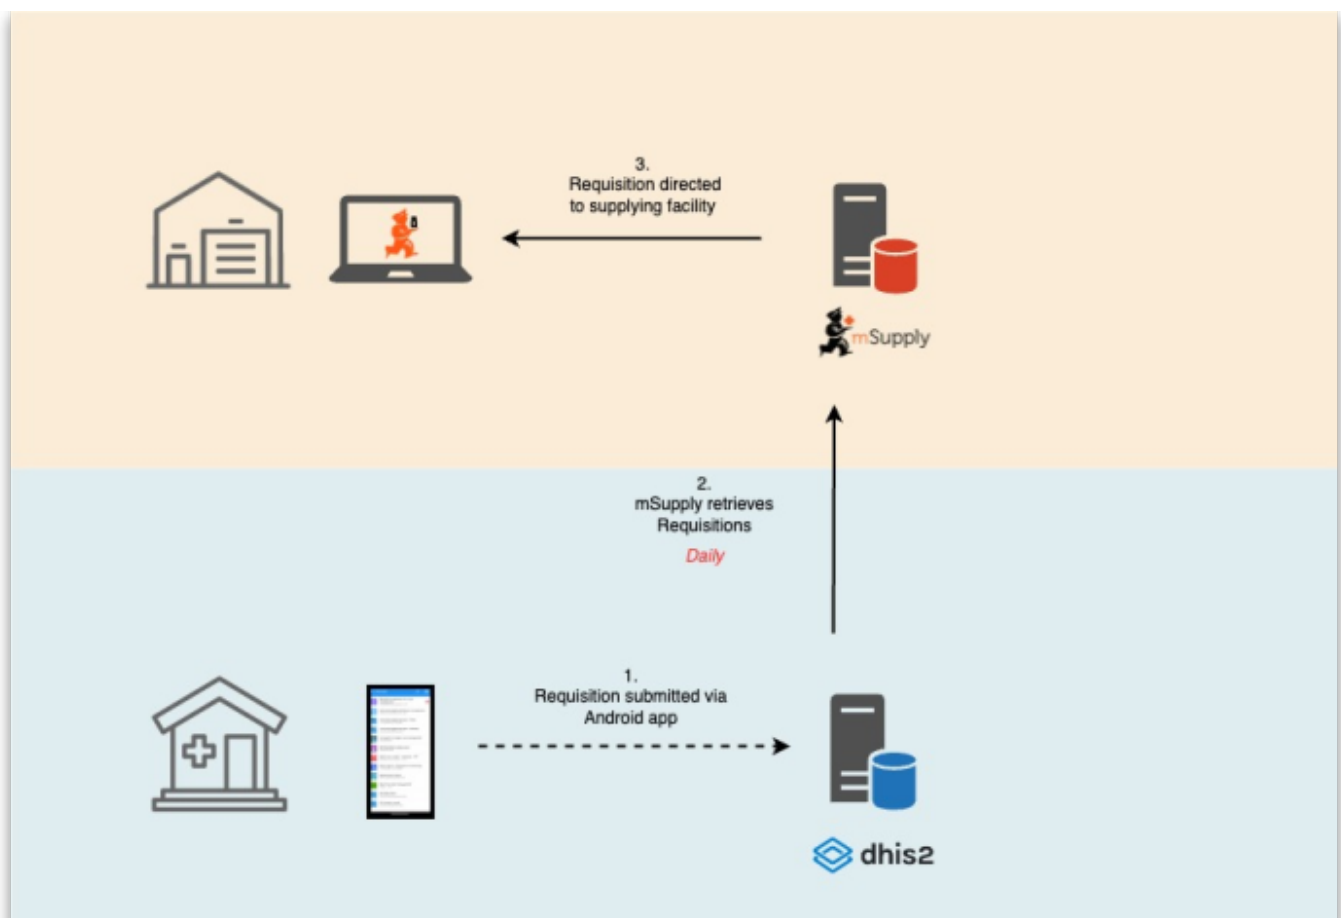 3.
Requisition directed
to supplying facility
mSupply
2.
mSupply retrieves
Requisitions
Daily
1.
Requisition submitted via
Android app
dhis2